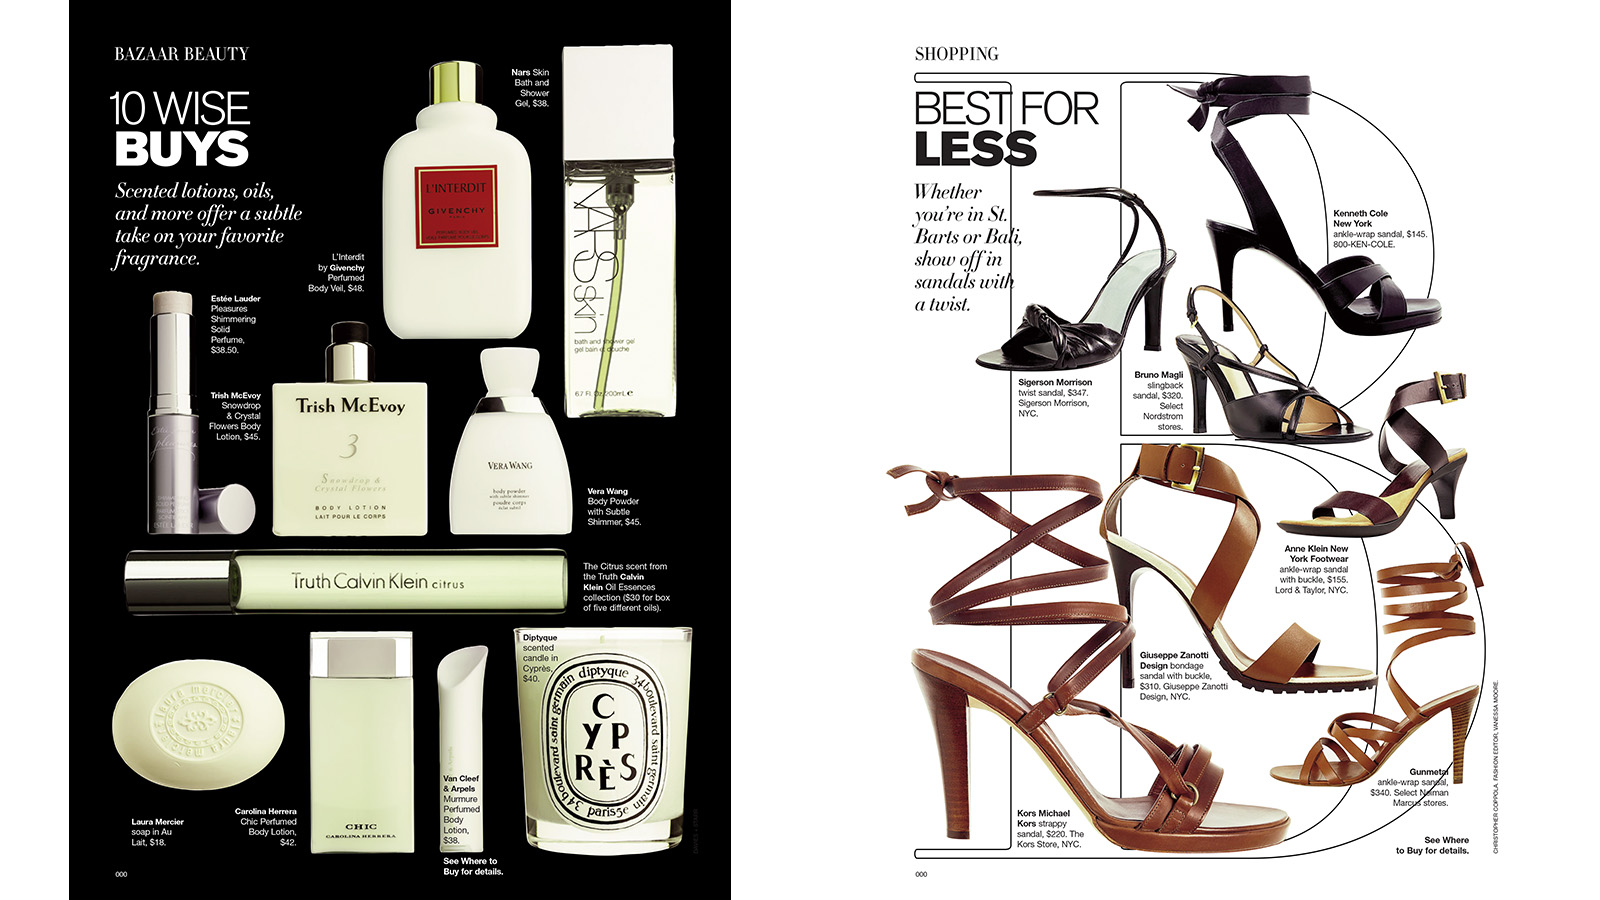 BAZAAR BEAUTY
10 WISE
BUYS
Scented lotions, oils,
and more offer a subtle
take on your favorite
fragrance.
Nars Skin
Bath and
Shower
Gel, $38.
L'INTERDIT
GIVENCHY
L'Interdit
by Givenchy
Perfumed
Body Veil, $48.
NARSskin
bath and shower gel
gel bain et douche
6.7 Fl. Oz. 200mL e
Estée Lauder
Pleasures
Shimmering
Solid
Perfume,
$38.50.
Trish McEvoy
Snowdrop
& Crystal
Flowers Body
Lotion, $45.
Trish McEvoy
3
Snowdrop &
Crystal Flowers
BODY LOTION
LAIT POUR LE CORPS
VERA WANG
body powder
with subtle shimmer
poudre corps
éclat subtil
Vera Wang
Body Powder
with Subtle
Shimmer, $45.
Truth Calvin Klein citrus
The Citrus scent from
the Truth Calvin
Klein Oil Essences
collection ($30 for box
of five different oils).
Diptyque
scented
candle in
Cyprès,
$40.
diptyque 34 boulevard saint germain
CYPRÈS
34 boulevard saint germain paris 5e
laura mercier
Laura Mercier
soap in Au
Lait, $18.
Carolina Herrera
Chic Perfumed
Body Lotion,
$42.
CHIC
CAROLINA HERRERA
Van Cleef
& Arpels
Murmure
Perfumed
Body
Lotion,
$38.
See Where to
Buy for details.
000
SHOPPING
BEST FOR
LESS
Whether
you're in St.
Barts or Bali,
show off in
sandals with
a twist.
Kenneth Cole
New York
ankle-wrap sandal, $145.
800-KEN-COLE.
Sigerson Morrison
twist sandal, $347.
Sigerson Morrison,
NYC.
Bruno Magli
slingback
sandal, $320.
Select
Nordstrom
stores.
Anne Klein New
York Footwear
ankle-wrap sandal
with buckle, $155.
Lord & Taylor, NYC.
Giuseppe Zanotti
Design bondage
sandal with buckle,
$310. Giuseppe Zanotti
Design, NYC.
Gunmetal
ankle-wrap sandal,
$340. Select Neiman
Marcus stores.
Kors Michael
Kors strappy
sandal, $220. The
Kors Store, NYC.
See Where
to Buy for details.
CHRISTOPHER COPPOLA. FASHION EDITOR, VANESSA MOORE.
000